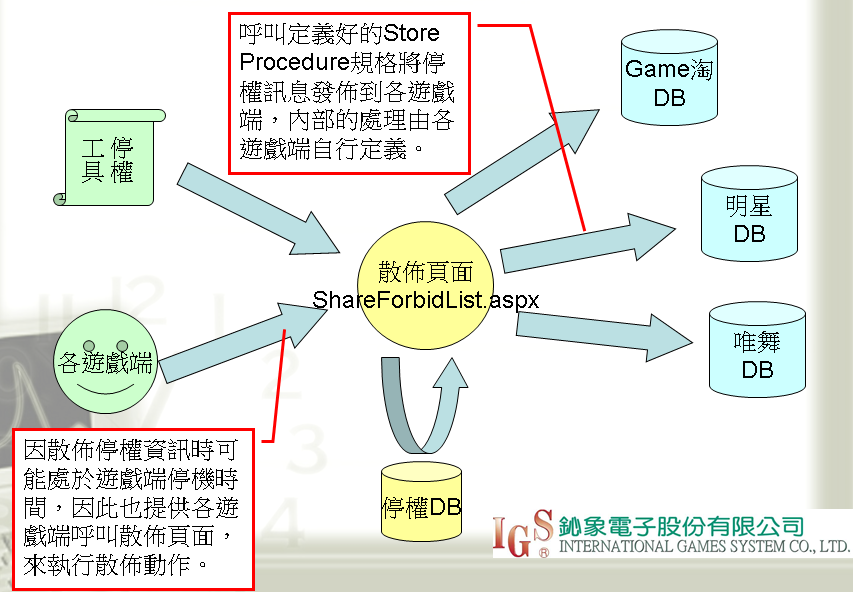 呼叫定義好的Store
Procedure規格將停
權訊息發佈到各遊戲
端，內部的處理由各
遊戲端自行定義。
Game淘
DB
工 停
具 權
明星
DB
散佈頁面
ShareForbidList.aspx
各遊戲端
唯舞
DB
因散佈停權資訊時可
能處於遊戲端停機時
間，因此也提供各遊
戲端呼叫散佈頁面，
來執行散佈動作。
停權DB
IGS
®
鈊象電子股份有限公司
INTERNATIONAL GAMES SYSTEM CO., LTD.
12
1
2
3
4